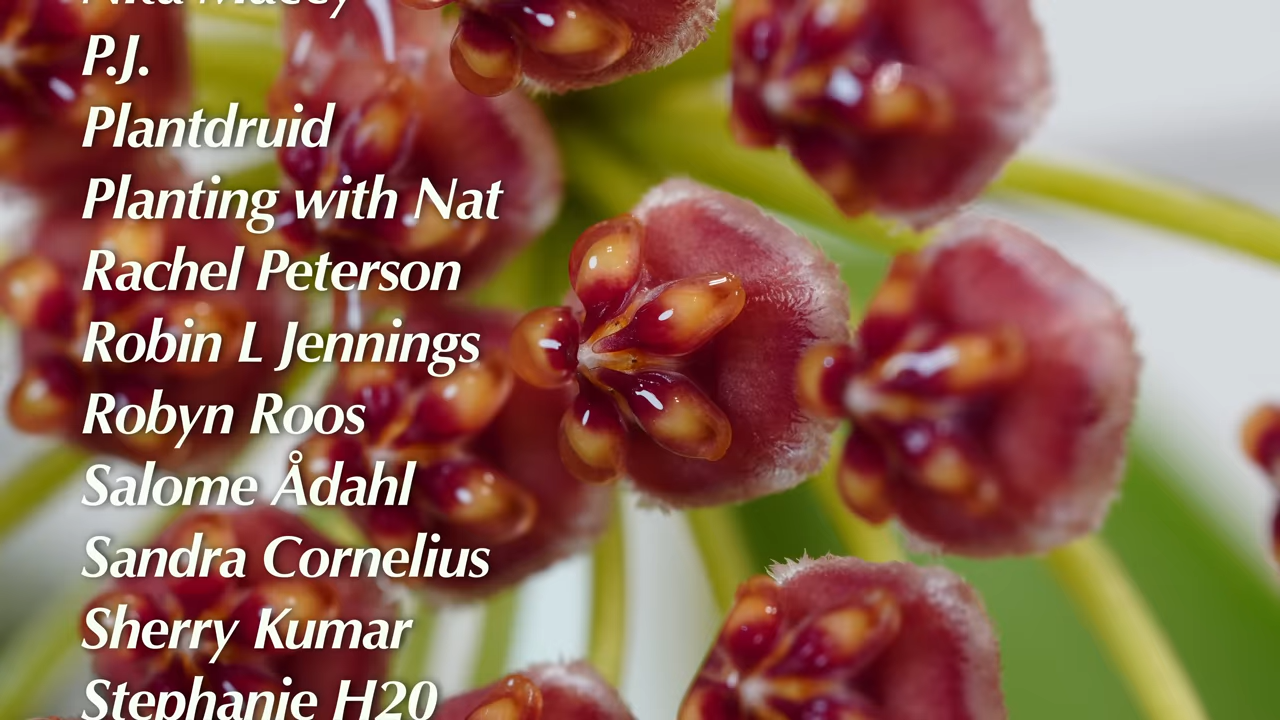 P.J.
Plantdruid
Planting with Nat
Rachel Peterson
Robin L Jennings
Robyn Roos
Salome Ådahl
Sandra Cornelius
Sherry Kumar
Stephanie H20